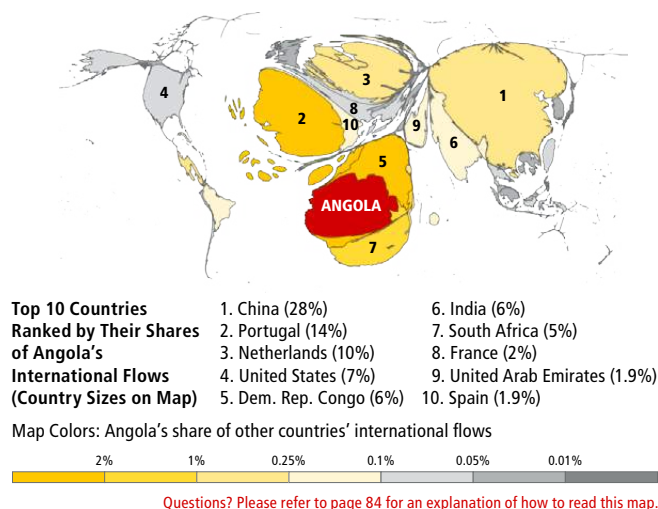 3
4
1
8
2
10
9
6
5
ANGOLA
7
Top 10 Countries
Ranked by Their Shares
of Angola's
International Flows
(Country Sizes on Map)
1. China (28%)
2. Portugal (14%)
3. Netherlands (10%)
4. United States (7%)
5. Dem. Rep. Congo (6%)
6. India (6%)
7. South Africa (5%)
8. France (2%)
9. United Arab Emirates (1.9%)
10. Spain (1.9%)
Map Colors: Angola's share of other countries' international flows
2% 1% 0.25% 0.1% 0.05% 0.01%
Questions? Please refer to page 84 for an explanation of how to read this map.